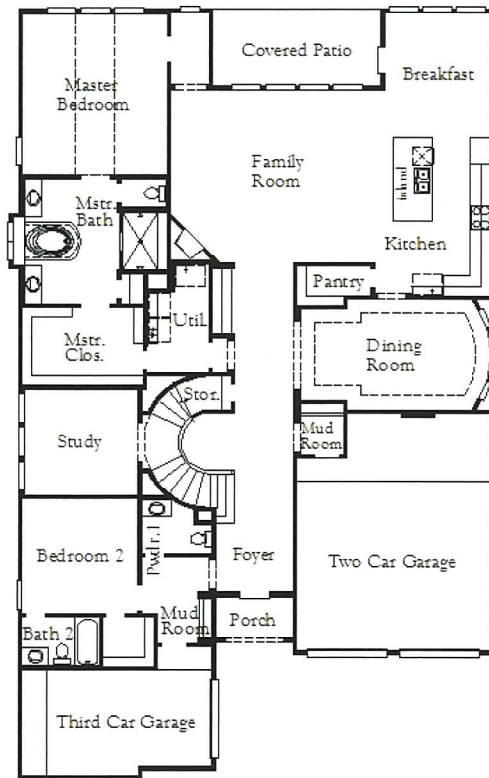 Covered Patio
Breakfast
Master
Bedroom
Family
Room
island
Mstr.
Bath
Kitchen
Pantry
Util.
Mstr.
Clos.
Dining
Room
Stor.
Study
Mud
Room
Pwdr. 1
Bedroom 2
Foyer
Two Car Garage
Mud
Room
Porch
Bath 2
Third Car Garage